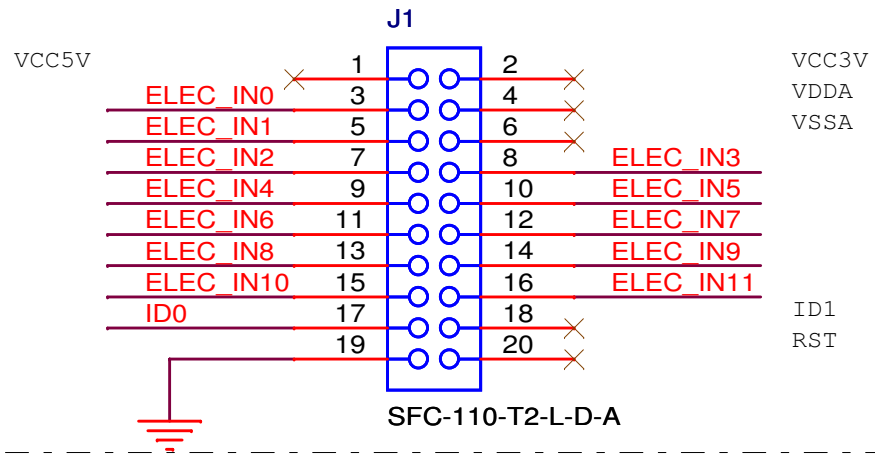 J1
VCC5V 1 2 VCC3V
ELEC_IN0 3 4 VDDA
ELEC_IN1 5 6 VSSA
ELEC_IN2 7 8 ELEC_IN3
ELEC_IN4 9 10 ELEC_IN5
ELEC_IN6 11 12 ELEC_IN7
ELEC_IN8 13 14 ELEC_IN9
ELEC_IN10 15 16 ELEC_IN11
ID0 17 18 ID1
19 20 RST
SFC-110-T2-L-D-A